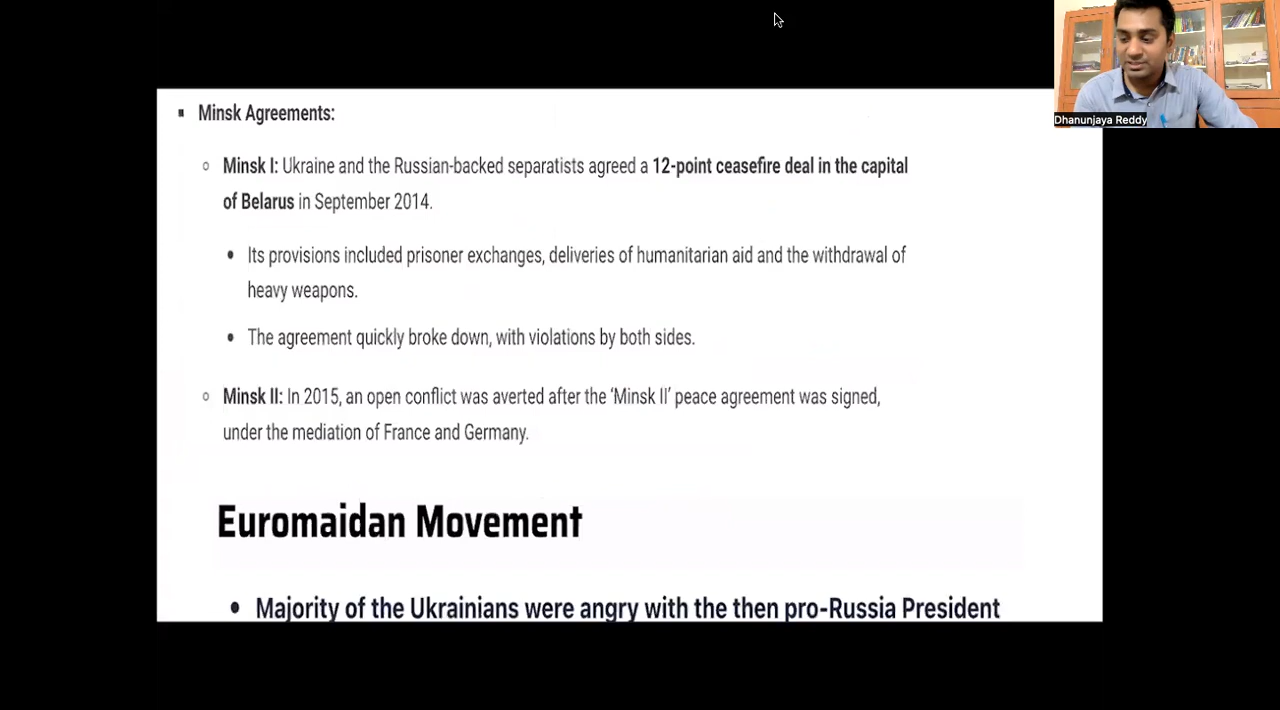 Dhanunjaya Reddy
▪ Minsk Agreements:
○ Minsk I: Ukraine and the Russian-backed separatists agreed a 12-point ceasefire deal in the capital
of Belarus in September 2014.
• Its provisions included prisoner exchanges, deliveries of humanitarian aid and the withdrawal of
heavy weapons.
• The agreement quickly broke down, with violations by both sides.
○ Minsk II: In 2015, an open conflict was averted after the ‘Minsk II’ peace agreement was signed,
under the mediation of France and Germany.
Euromaidan Movement
• Majority of the Ukrainians were angry with the then pro-Russia President